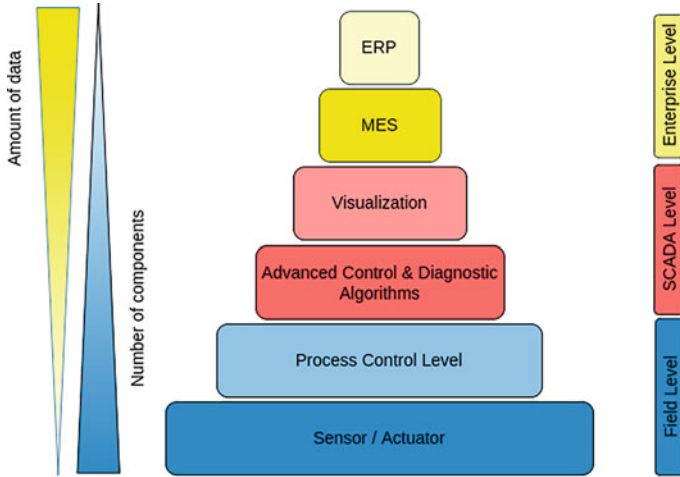 Amount of data
Number of components
ERP
MES
Visualization
Advanced Control & Diagnostic
Algorithms
Process Control Level
Sensor / Actuator
Enterprise Level
SCADA Level
Field Level